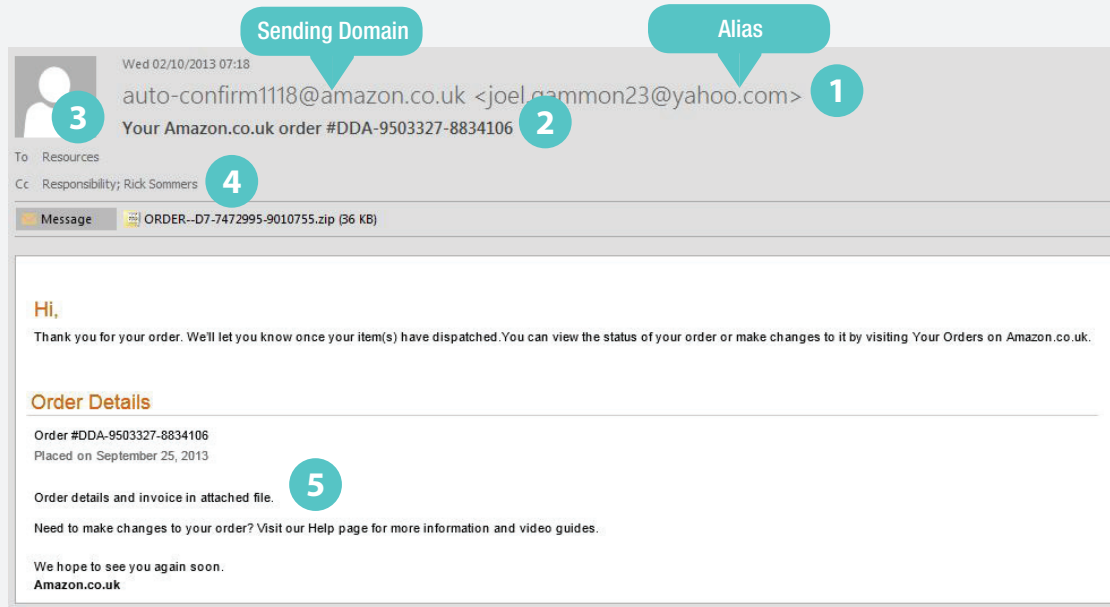 Sending Domain
Alias
Wed 02/10/2013 07:18
auto-confirm1118@amazon.co.uk <joel.gammon23@yahoo.com>
1
Your Amazon.co.uk order #DDA-9503327-8834106
2
3
To Resources
Cc Responsibility; Rick Sommers
4
Message ORDER--D7-7472995-9010755.zip (36 KB)
Hi,
Thank you for your order. We'll let you know once your item(s) have dispatched.You can view the status of your order or make changes to it by visiting Your Orders on Amazon.co.uk.
Order Details
Order #DDA-9503327-8834106
Placed on September 25, 2013
5
Order details and invoice in attached file.
Need to make changes to your order? Visit our Help page for more information and video guides.
We hope to see you again soon.
Amazon.co.uk